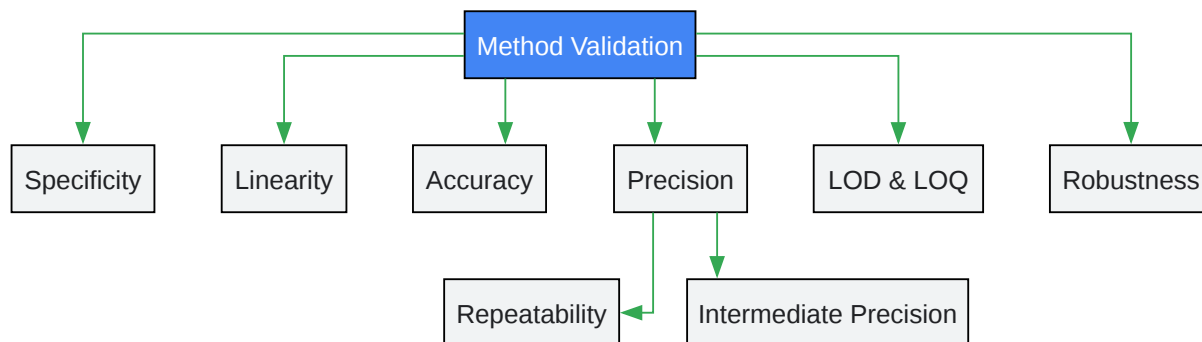 Method Validation
Specificity
Linearity
Accuracy
Precision
LOD & LOQ
Robustness
Repeatability
Intermediate Precision